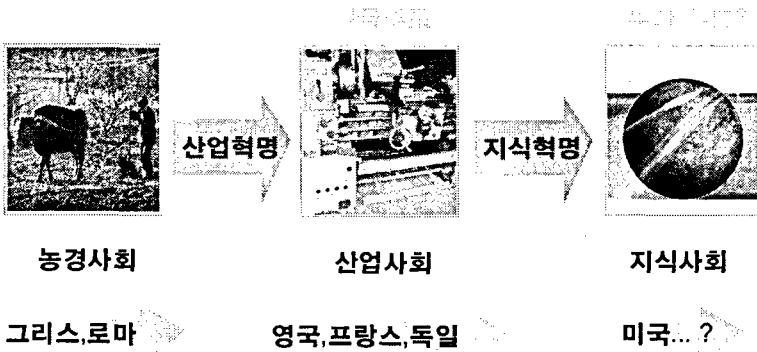 산업혁명
지식혁명
농경사회
산업사회
지식사회
그리스,로마
영국,프랑스,독일
미국... ?